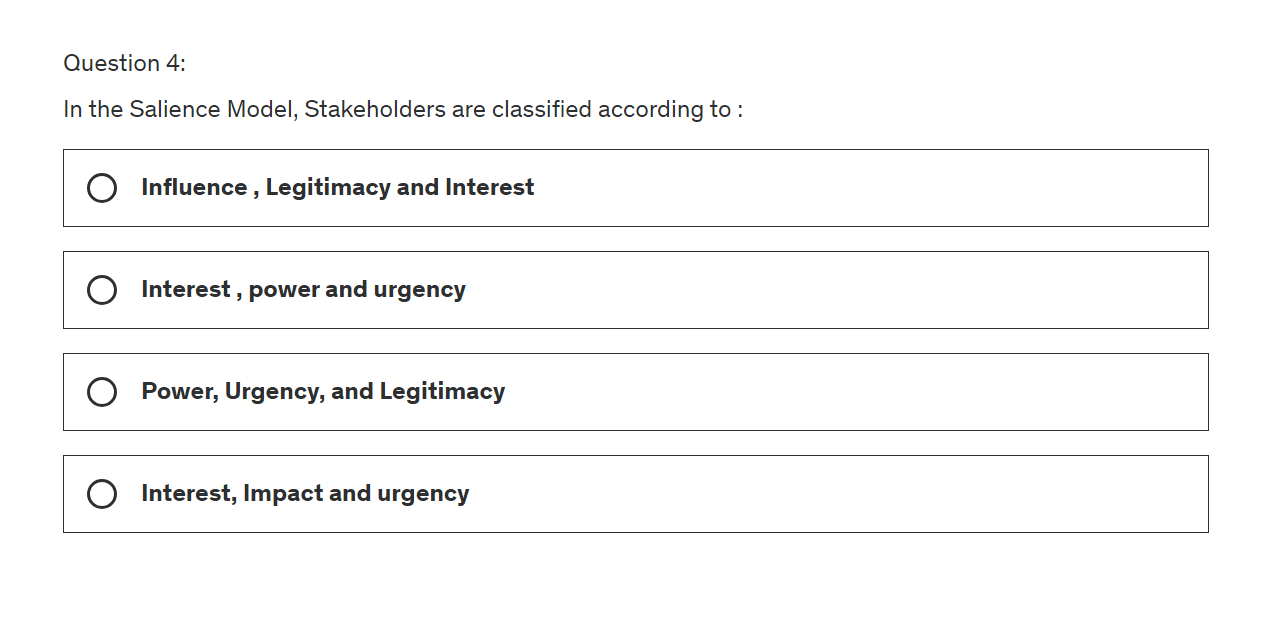 Question 4:
In the Salience Model, Stakeholders are classified according to :
Influence , Legitimacy and Interest
Interest , power and urgency
Power, Urgency, and Legitimacy
Interest, Impact and urgency